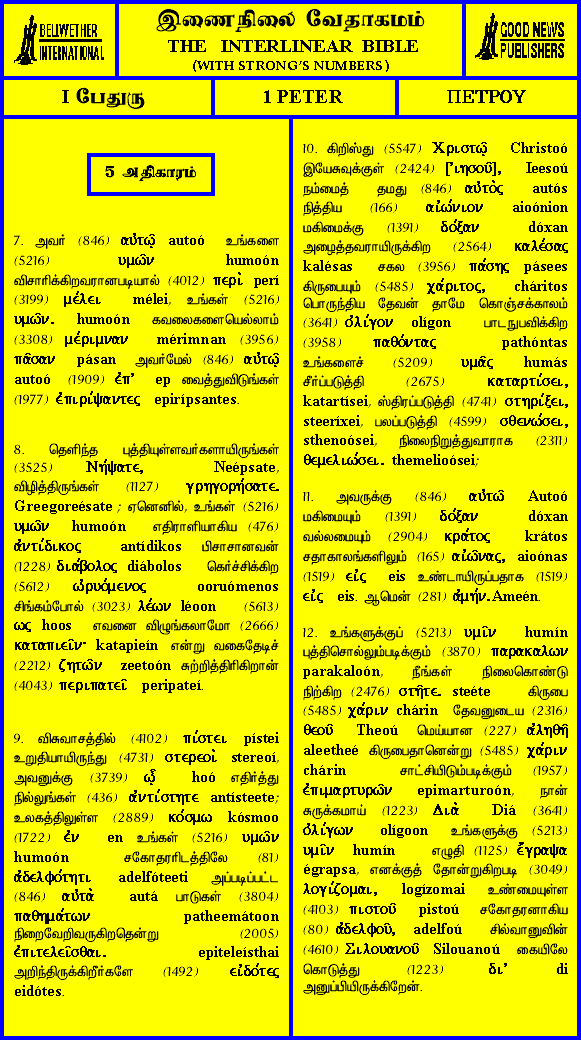 BELLWETHER
INTERNATIONAL
இணைநிலை வேதாகமம்
THE INTERLINEAR BIBLE
(WITH STRONG'S NUMBERS)
GOOD NEWS
PUBLISHERS
I பேதுரு
1 PETER
ΠΕΤΡΟΥ
5 அதிகாரம்
7. அவர் (846) αὐτῷ autoó உங்களை
(5216) υμῶν humoón
விசாரிக்கிறவரானபடியால் (4012) περὶ perí
(3199) μέλει mélei, உங்கள் (5216)
υμῶν. humoón கவலைகளையெல்லாம்
(3308) μέριμναν mérimnan (3956)
πᾶσαν pásan அவர்மேல் (846) αὐτῷ
autoó (1909) ἐπ' ep வைத்துவிடுங்கள்
(1977) ἐπιρίψαντες epirípsantes.
8. தெளிந்த புத்தியுள்ளவர்களாயிருங்கள்
(3525) Νήψατε, Neépsate,
விழித்திருங்கள் (1127) γρηγορήσατε.
Greegoreésate ; ஏனெனில், உங்கள் (5216)
υμῶν humoón எதிராளியாகிய (476)
ἀντίδικος antídikos பிசாசானவன்
(1228) διάβολος diábolos கெர்ச்சிக்கிற
(5612) ὠρυόμενος ooruómenos
சிங்கம்போல் (3023) λέων léoon (5613)
ως hoos எவனை விழுங்கலாமோ (2666)
καταπιεῖν· katapieín என்று வகைதேடிச்
(2212) ζητῶν zeetoón சுற்றித்திரிகிறான்
(4043) περιπατεῖ peripateí.
9. விசுவாசத்தில் (4102) πίστει pístei
உறுதியாயிருந்து (4731) στερεοὶ stereoí,
அவனுக்கு (3739) ᾧ hoó எதிர்த்து
நில்லுங்கள் (436) ἀντίστητε antísteete;
உலகத்திலுள்ள (2889) κόσμω kósmoo
(1722) ἐν en உங்கள் (5216) υμῶν
humoón சகோதரரிடத்திலே (81)
ἀδελφότητι adelfóteeti அப்படிப்பட்ட
(846) αὐτὰ autá பாடுகள் (3804)
παθημάτων patheemátoon
நிறைவேறிவருகிறதென்று (2005)
ἐπιτελεῖσθαι. epiteleísthai
அறிந்திருக்கிறீர்களே (1492) εἰδότες
eidótes.
10. கிறிஸ்து (5547) Χριστῷ Christoó
இயேசுவுக்குள் (2424) [᾿ιησοῦ], Ieesoú
நம்மைத் தமது (846) αὐτὸς autós
நித்திய (166) αἰώνιον aioónion
மகிமைக்கு (1391) δόξαν dóxan
அழைத்தவராயிருக்கிற (2564) καλέσας
kalésas சகல (3956) πάσης pásees
கிருபையும் (5485) χάριτος, cháritos
பொருந்திய தேவன் தாமே கொஞ்சக்காலம்
(3641) ὀλίγον olígon பாடநுபவிக்கிற
(3958) παθόντας pathóntas
உங்களைச் (5209) υμᾶς humás
சீர்ப்படுத்தி (2675) καταρτίσει,
katartísei, ஸ்திரப்படுத்தி (4741) στηρίξει,
steeríxei, பலப்படுத்தி (4599) σθενώσει,
sthenoósei, நிலைநிறுத்துவாராக (2311)
θεμελιώσει. themelioósei;
11. அவருக்கு (846) αὐτῶ Autoó
மகிமையும் (1391) δόξαν dóxan
வல்லமையும் (2904) κράτος krátos
சதாகாலங்களிலும் (165) αἰῶνας, aioónas
(1519) εἰς eis உண்டாயிருப்பதாக (1519)
εἰς eis. ஆமென் (281) ἀμήν. Ameén.
12. உங்களுக்குப் (5213) υμῖν humín
புத்திசொல்லும்படிக்கும் (3870) παρακαλων
parakaloón, நீங்கள் நிலைகொண்டு
நிற்கிற (2476) στῆτε. steéte கிருபை
(5485) χάριν chárin தேவனுடைய (2316)
θεοῦ Theoú மெய்யான (227) ἀληθῆ
aleetheé கிருபைதானென்று (5485) χάριν
chárin சாட்சியிடும்படிக்கும் (1957)
ἐπιμαρτυρῶν epimarturoón, நான்
சுருக்கமாய் (1223) Διὰ Diá (3641)
ὀλίγων olígoon உங்களுக்கு (5213)
υμῖν humín எழுதி (1125) ἔγραψα
égrapsa, எனக்குத் தோன்றுகிறபடி (3049)
λογίζομαι, logízomai உண்மையுள்ள
(4103) πιστοῦ pistoú சகோதரனாகிய
(80) ἀδελφοῦ, adelfoú சில்வானுவின்
(4610) Σιλουανοῦ Silouanoú கையிலே
கொடுத்து (1223) δι' di
அனுப்பியிருக்கிறேன்.